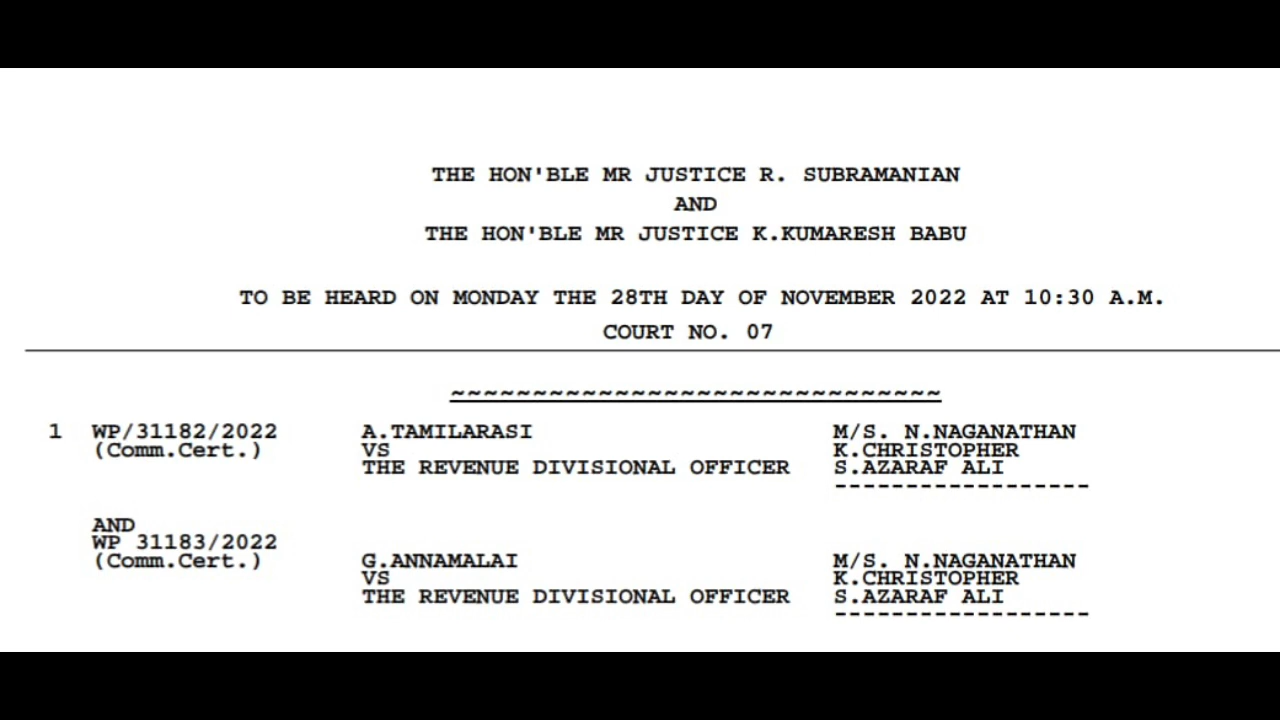 THE HON'BLE MR JUSTICE R. SUBRAMANIAN
AND
THE HON'BLE MR JUSTICE K.KUMARESH BABU
TO BE HEARD ON MONDAY THE 28TH DAY OF NOVEMBER 2022 AT 10:30 A.M.
COURT NO. 07
~~~~~~~~~~~~~~~~~~~~~~~~~~~~~~
1 WP/31182/2022 A.TAMILARASI M/S. N.NAGANATHAN
(Comm.Cert.) VS K.CHRISTOPHER
THE REVENUE DIVISIONAL OFFICER S.AZARAF ALI
------------------
AND
WP 31183/2022
(Comm.Cert.) G.ANNAMALAI M/S. N.NAGANATHAN
VS K.CHRISTOPHER
THE REVENUE DIVISIONAL OFFICER S.AZARAF ALI
------------------